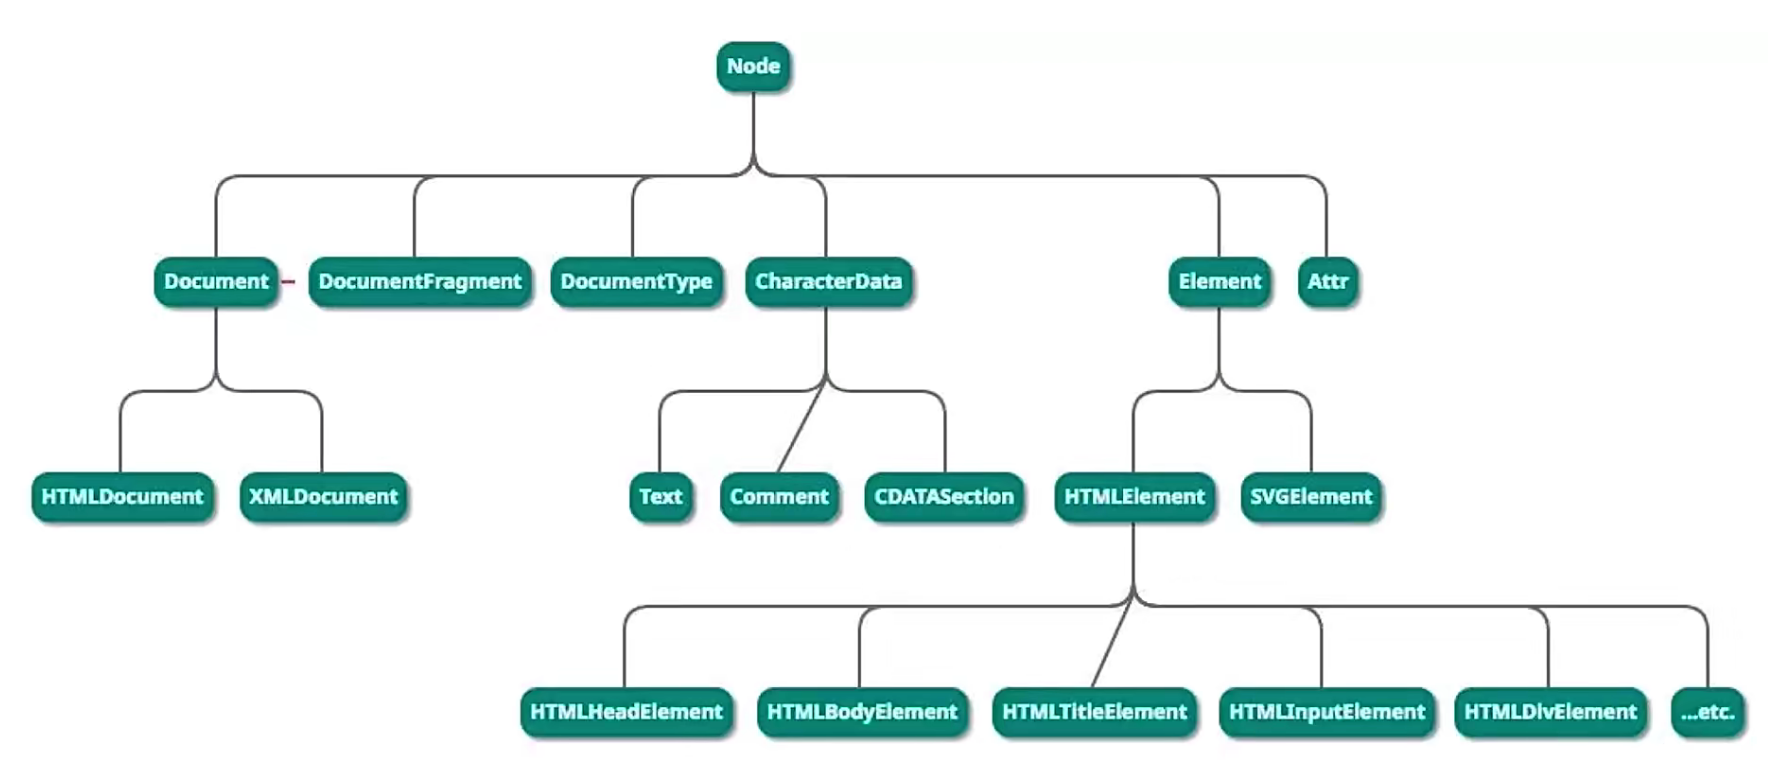 Node
Document
DocumentFragment
DocumentType
CharacterData
Element
Attr
HTMLDocument
XMLDocument
Text
Comment
CDATASection
HTMLElement
SVGElement
HTMLHeadElement
HTMLBodyElement
HTMLTitleElement
HTMLInputElement
HTMLDivElement
...etc.